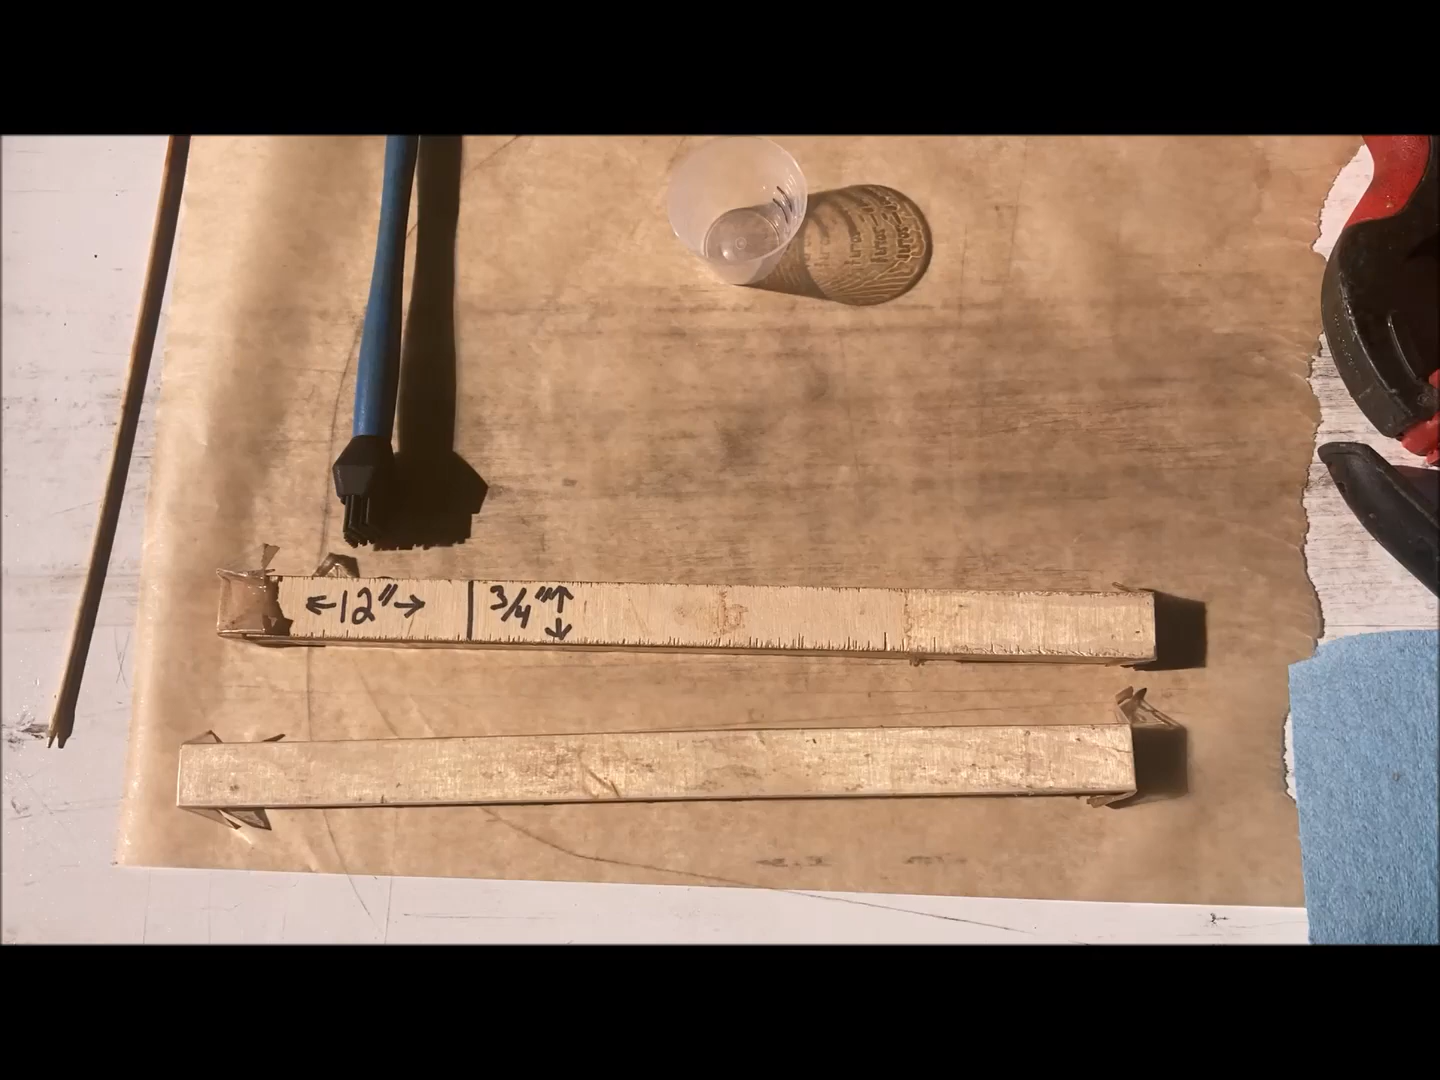 ←12"→ | 3/4" ↕